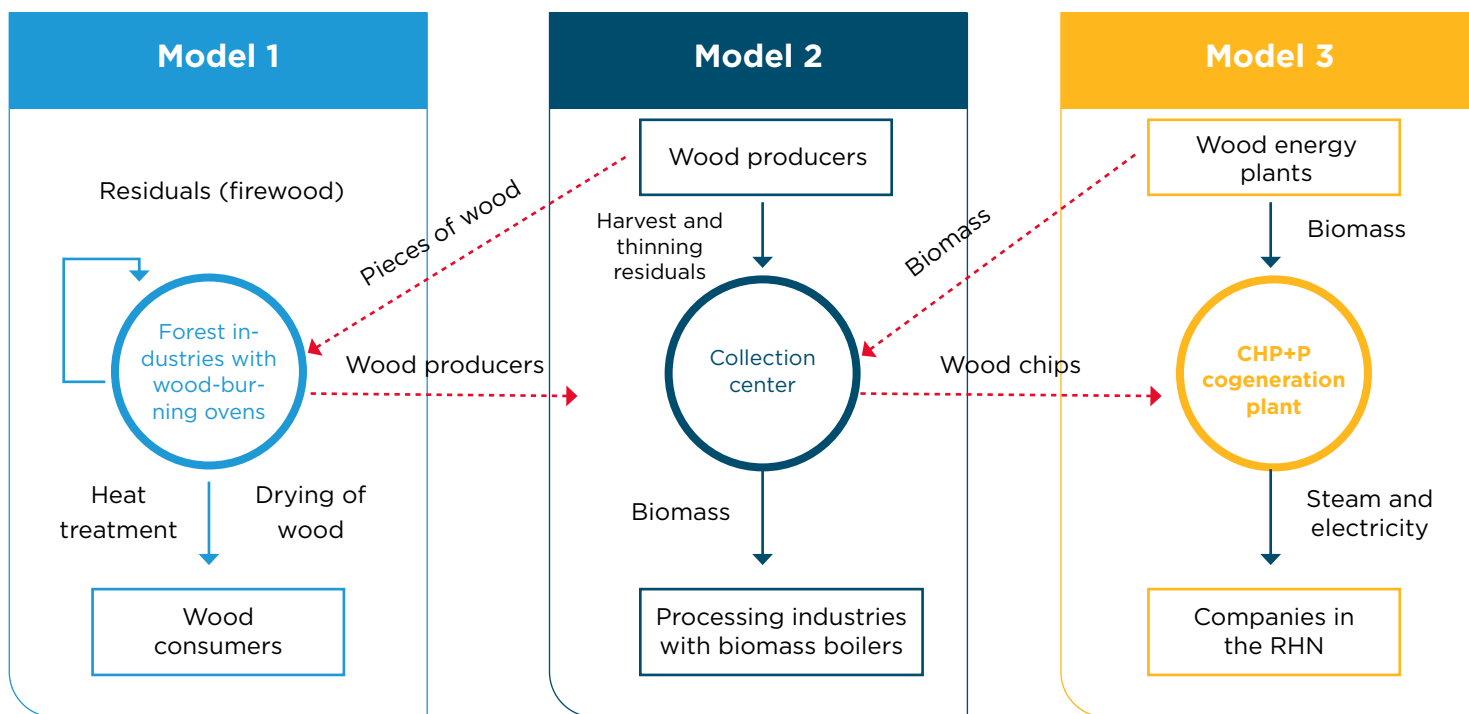 Model 1
Residuals (firewood)
Forest in-
dustries with
wood-bur-
ning ovens
Heat
treatment
Drying of
wood
Wood
consumers
Pieces of wood
Wood producers
Model 2
Wood producers
Harvest and
thinning
residuals
Collection
center
Biomass
Processing industries
with biomass boilers
Biomass
Wood chips
Model 3
Wood energy
plants
Biomass
CHP+P
cogeneration
plant
Steam and
electricity
Companies in
the RHN